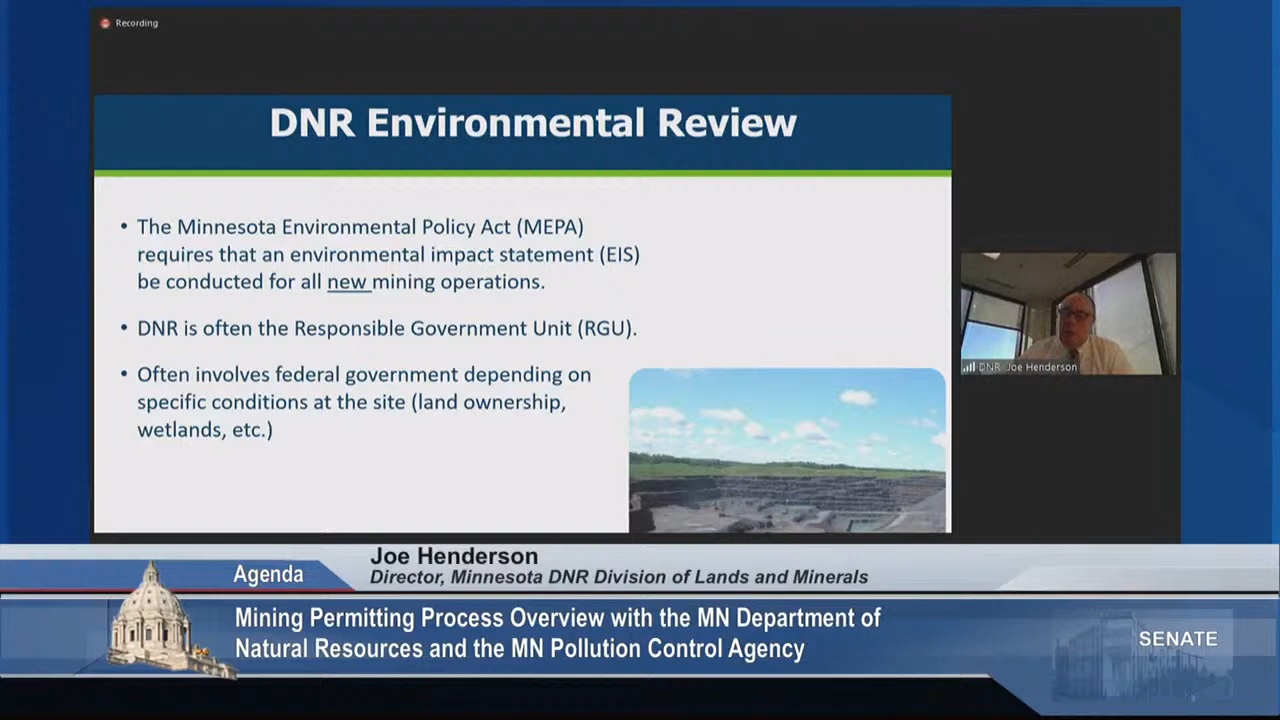 Recording
DNR Environmental Review
• The Minnesota Environmental Policy Act (MEPA)
requires that an environmental impact statement (EIS)
be conducted for all new mining operations.
• DNR is often the Responsible Government Unit (RGU).
• Often involves federal government depending on
specific conditions at the site (land ownership,
wetlands, etc.)
DNR Joe Henderson
Joe Henderson
Director, Minnesota DNR Division of Lands and Minerals
Agenda
Mining Permitting Process Overview with the MN Department of
Natural Resources and the MN Pollution Control Agency
SENATE